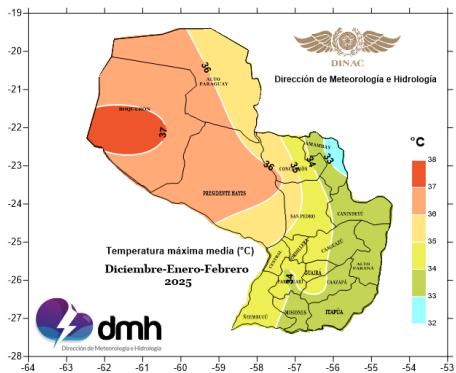 -19
-20
-21
-22
-23
-24
-25
-26
-27
-28
-64
-63
-62
-61
-60
-59
-58
-57
-56
-55
-54
DINAC
Dirección de Meteorología e Hidrología
°C
38
37
36
35
34
33
32
36
ALTO
PARAGUAY
BOQUERÓN
37
AMAMBAY
33
34
35
36
CONCEPCIÓN
PRESIDENTE HAYES
SAN PEDRO
CANINDEYÚ
CORDILLERA
CAAGUAZÚ
CENTRAL
ALTO
PARANÁ
GUAIRÁ
34
CAAZAPÁ
ÑEEMBUCÚ
MISIONES
ITAPÚA
Temperatura máxima media (°C)
Diciembre-Enero-Febrero
2025
dmh
Dirección de Meteorología e Hidrología